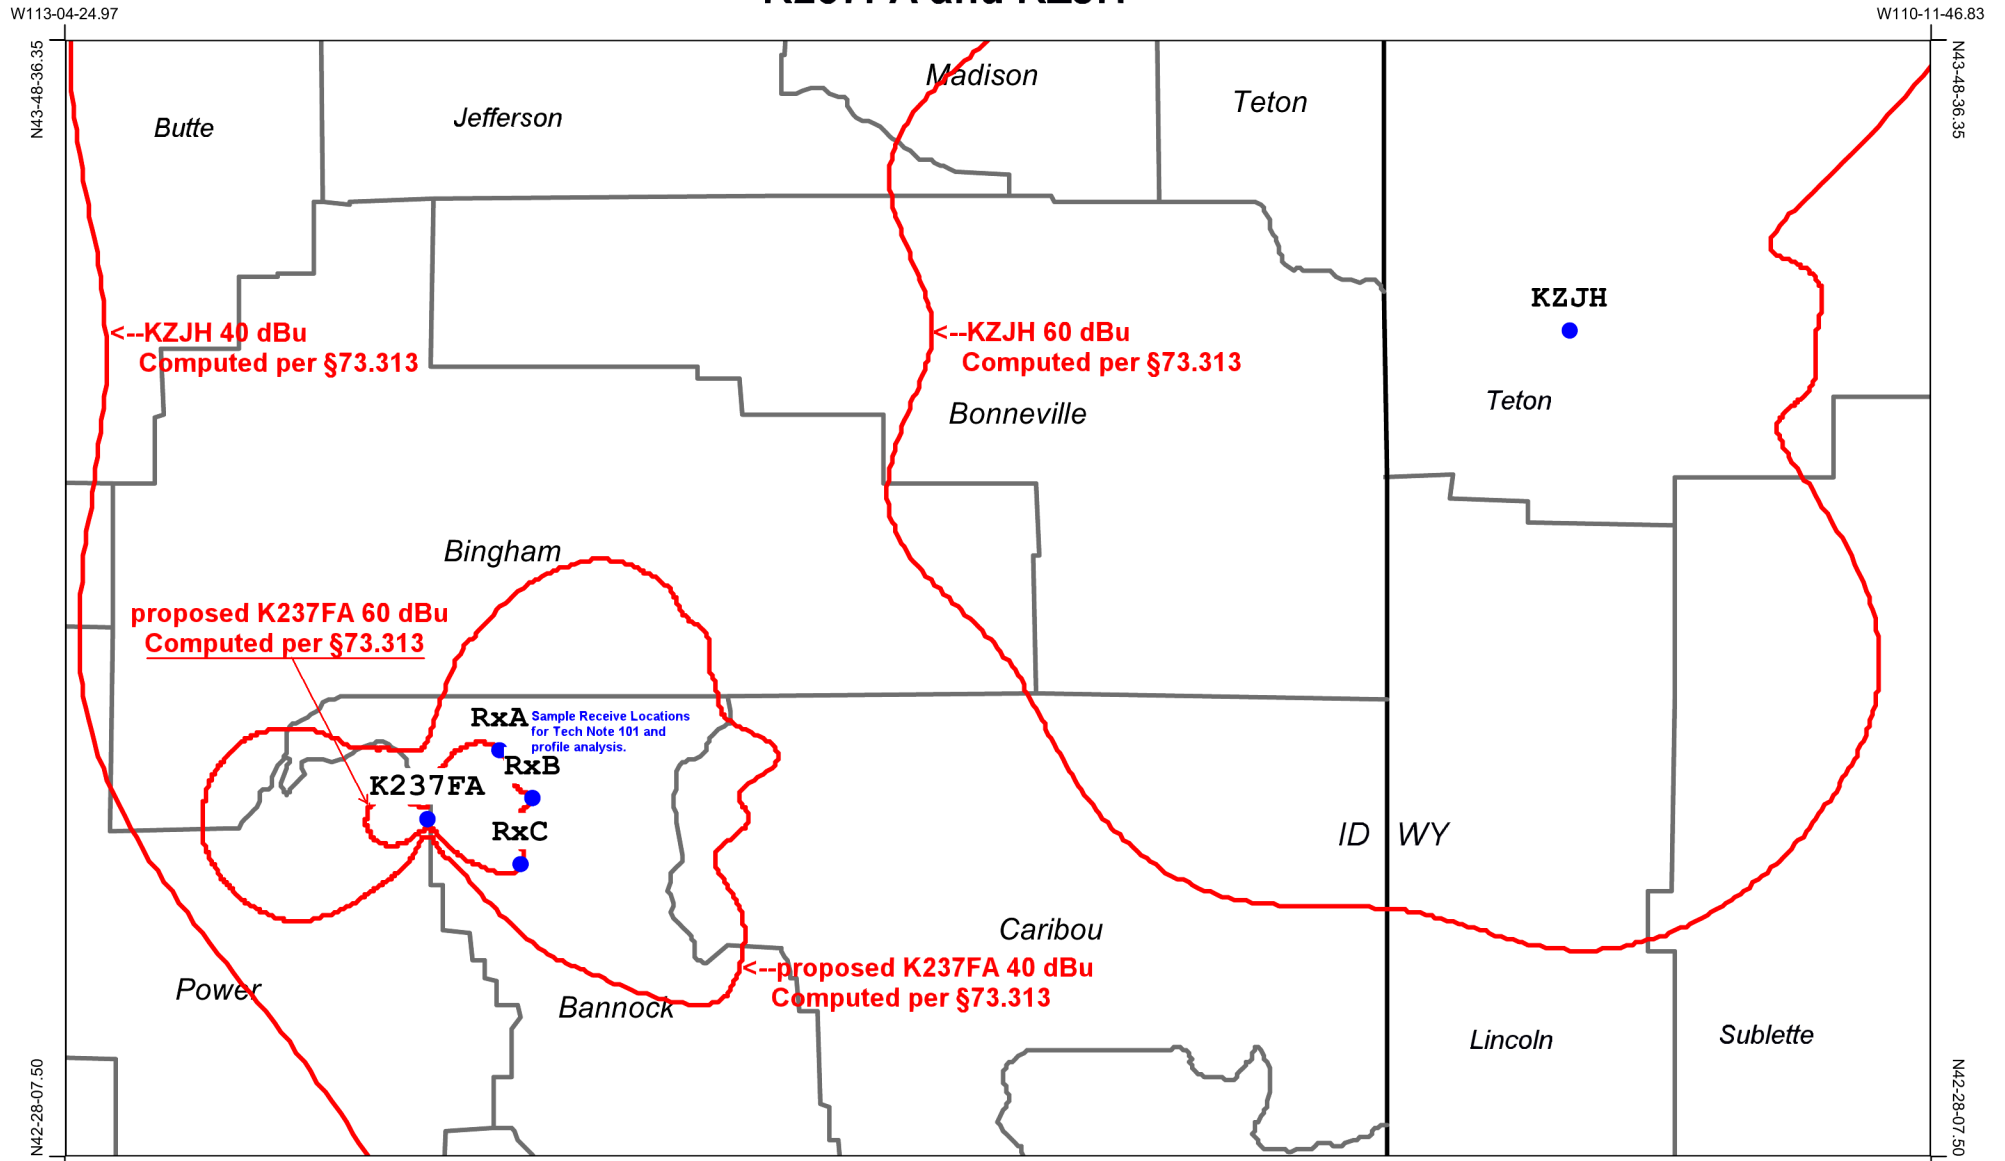 K237FA and KZJH
W113-04-24.97
W110-11-46.83
N43-48-36.35
N43-48-36.35
Madison
Teton
Jefferson
Butte
KZJH
<--KZJH 40 dBu
Computed per §73.313
<--KZJH 60 dBu
Computed per §73.313
Teton
Bonneville
Bingham
proposed K237FA 60 dBu
Computed per §73.313
RxA
Sample Receive Locations
for Tech Note 101 and
profile analysis.
RxB
K237FA
RxC
ID
WY
Caribou
<--proposed K237FA 40 dBu
Computed per §73.313
Power
Bannock
Lincoln
Sublette
N42-28-07.50
N42-28-07.50